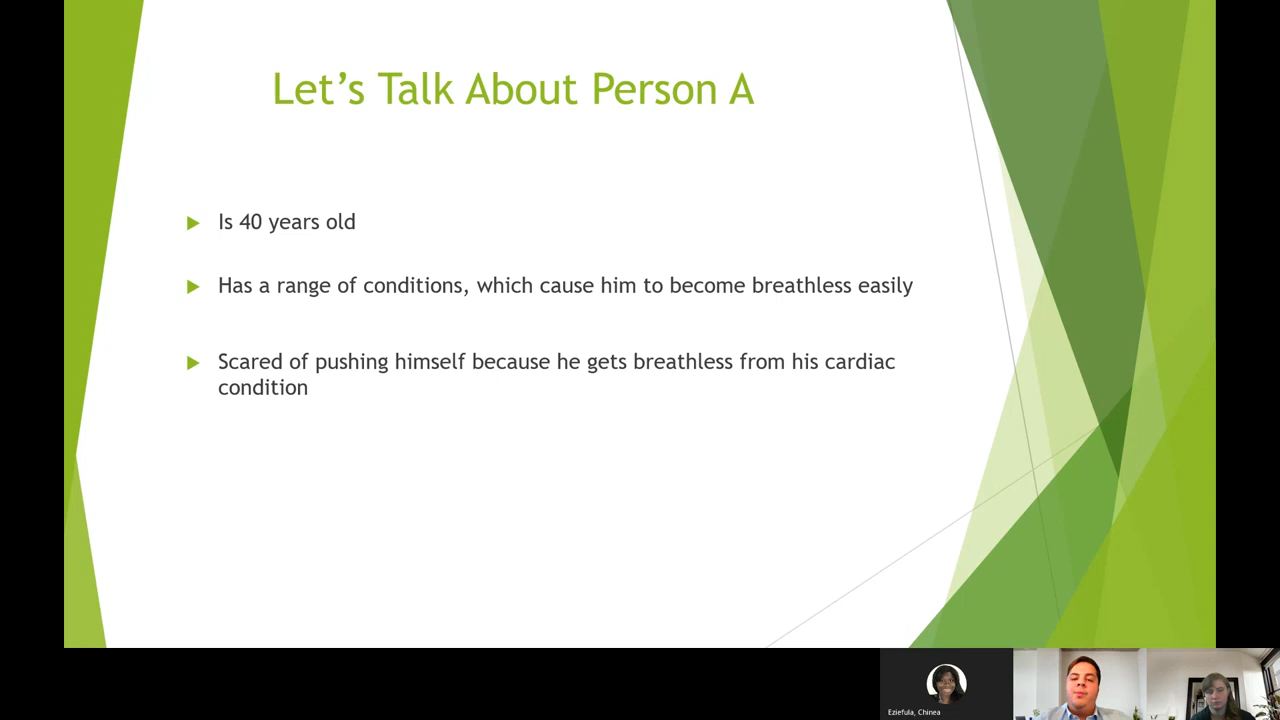 Let’s Talk About Person A
Is 40 years old
Has a range of conditions, which cause him to become breathless easily
Scared of pushing himself because he gets breathless from his cardiac
condition
Eziefula, Chinea